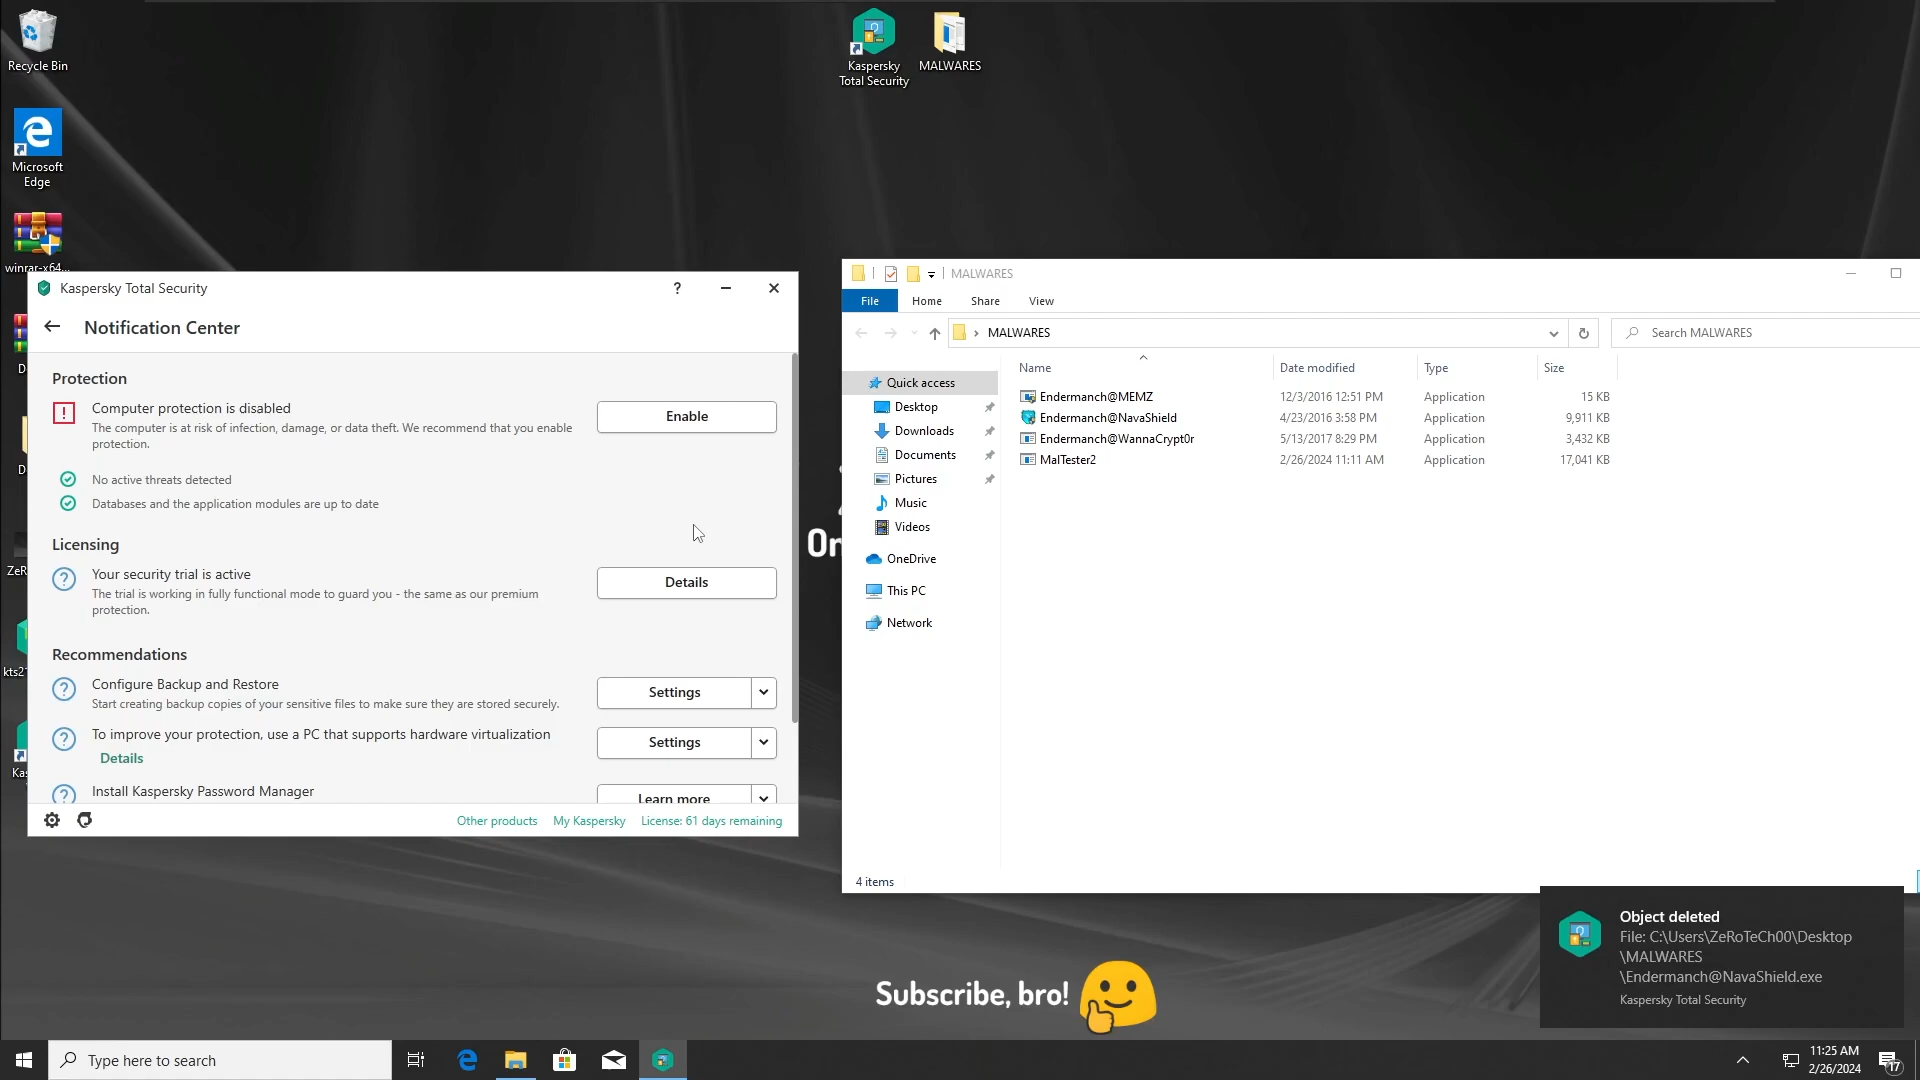 Recycle Bin
Microsoft
Edge
winrar-x64...
Kaspersky
Total Security
MALWARES
Kaspersky Total Security
?
Notification Center
Protection
Computer protection is disabled
The computer is at risk of infection, damage, or data theft. We recommend that you enable
protection.
Enable
No active threats detected
Databases and the application modules are up to date
Licensing
Your security trial is active
The trial is working in fully functional mode to guard you - the same as our premium
protection.
Details
Recommendations
Configure Backup and Restore
Start creating backup copies of your sensitive files to make sure they are stored securely.
Settings
To improve your protection, use a PC that supports hardware virtualization
Details
Settings
Install Kaspersky Password Manager
Learn more
Other products My Kaspersky License: 61 days remaining
MALWARES
File Home Share View
MALWARES
Search MALWARES
Quick access
Desktop
Downloads
Documents
Pictures
Music
Videos
OneDrive
This PC
Network
Name Date modified Type Size
Endermanch@MEMZ 12/3/2016 12:51 PM Application 15 KB
Endermanch@NavaShield 4/23/2016 3:58 PM Application 9,911 KB
Endermanch@WannaCrypt0r 5/13/2017 8:29 PM Application 3,432 KB
MalTester2 2/26/2024 11:11 AM Application 17,041 KB
4 items
Object deleted
File: C:\Users\ZeRoTeCh00\Desktop
\MALWARES
\Endermanch@NavaShield.exe
Kaspersky Total Security
Subscribe, bro!
Type here to search
11:25 AM
2/26/2024
17